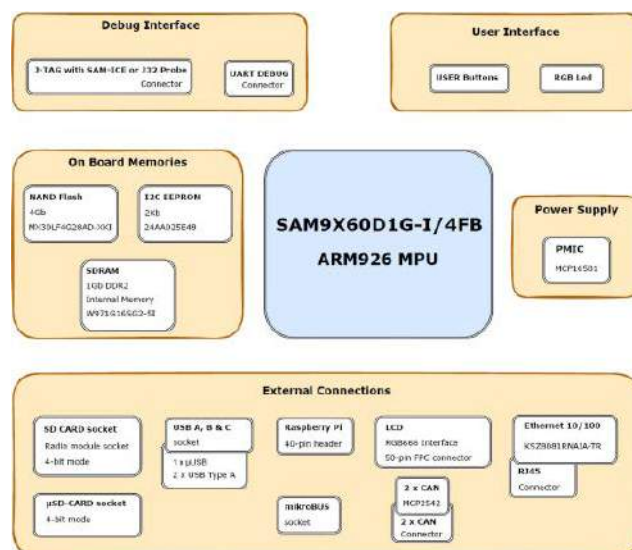 Debug Interface
J-TAG with SAM-ICE or J32 Probe
Connector
UART DEBUG
Connector
User Interface
USER Buttons
RGB Led
On Board Memories
NAND Flash
4Gb
I2C EEPROM
2Kb
24AA025E48
SDRAM
1Gb DDR2
Internal Memory
SAM9X60D1G-I/4FB
ARM926 MPU
Power Supply
PMIC
MCP16501
External Connections
SD CARD socket
Radio module socket
4-bit mode
µSD-CARD socket
4-bit mode
USB A, B & C
socket
1 x µUSB
2 x USB Type A
Raspberry Pi
40-pin header
mikroBUS
socket
LCD
RGB666 Interface
50-pin FPC connector
2 x CAN
MCP2542
2 x CAN
Connector
Ethernet 10/100
KSZ8081RNAIA-TR
RJ45
Connector